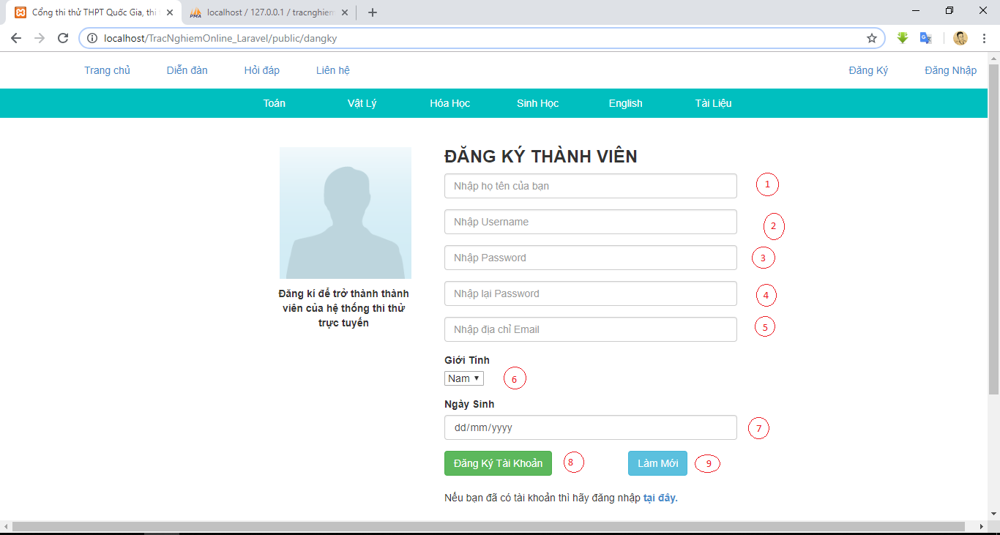 Cổng thi thử THPT Quốc Gia, thi
localhost / 127.0.0.1 / tracnghiem
localhost/TracNghiemOnline_Laravel/public/dangky
Trang chủ Diễn đàn Hỏi đáp Liên hệ Đăng Ký Đăng Nhập
Toán Vật Lý Hóa Học Sinh Học English Tài Liệu
Đăng kí để trở thành thành
viên của hệ thống thi thử
trực tuyến
ĐĂNG KÝ THÀNH VIÊN
Nhập họ tên của bạn 1
Nhập Username 2
Nhập Password 3
Nhập lại Password 4
Nhập địa chỉ Email 5
Giới Tính
Nam 6
Ngày Sinh
dd/mm/yyyy 7
Đăng Ký Tài Khoản 8 Làm Mới 9
Nếu bạn đã có tài khoản thì hãy đăng nhập tại đây.